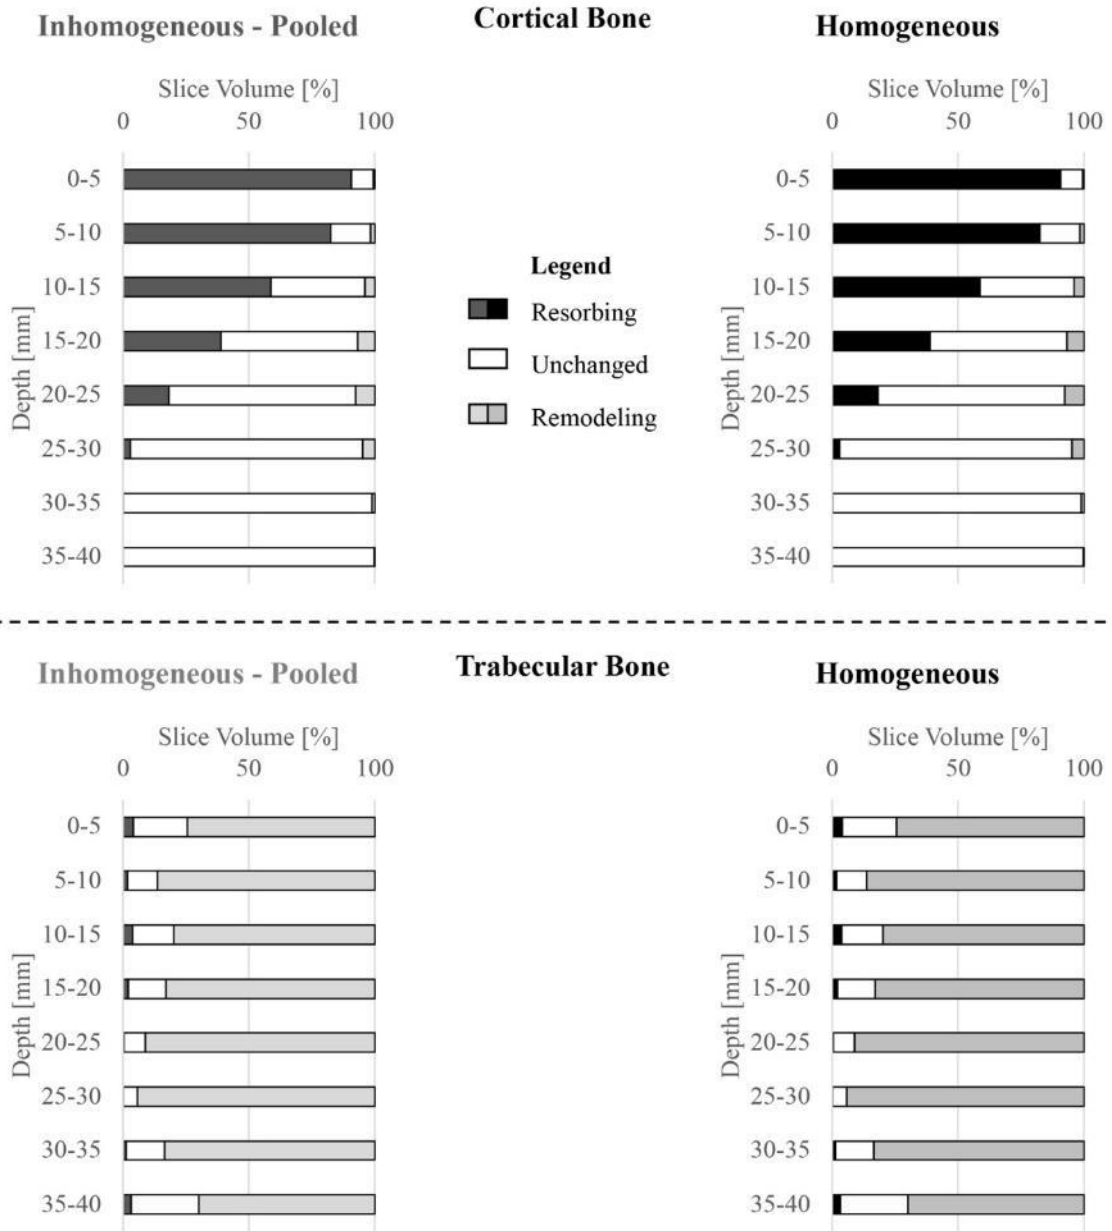 Cortical Bone
Inhomogeneous - Pooled
Homogeneous
Slice Volume [%]
0 50 100
Depth [mm]
0-5
5-10
10-15
15-20
20-25
25-30
30-35
35-40
Legend
Resorbing
Unchanged
Remodeling
Slice Volume [%]
0 50 100
Depth [mm]
0-5
5-10
10-15
15-20
20-25
25-30
30-35
35-40
Trabecular Bone
Inhomogeneous - Pooled
Homogeneous
Slice Volume [%]
0 50 100
Depth [mm]
0-5
5-10
10-15
15-20
20-25
25-30
30-35
35-40
Slice Volume [%]
0 50 100
Depth [mm]
0-5
5-10
10-15
15-20
20-25
25-30
30-35
35-40